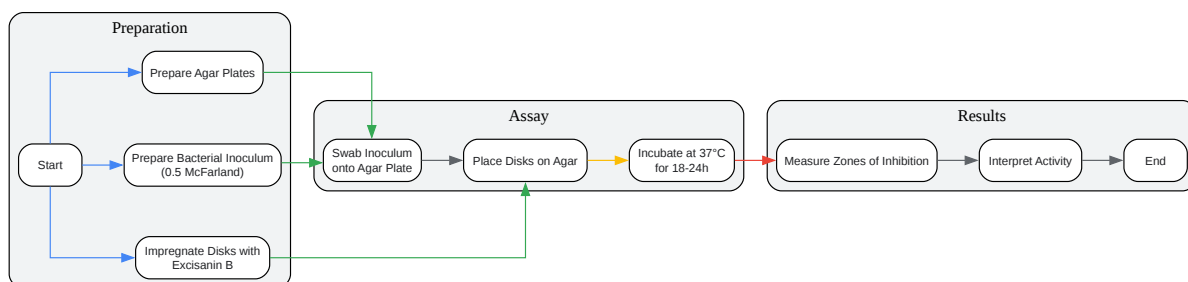 Preparation
Start
Prepare Agar Plates
Prepare Bacterial Inoculum
(0.5 McFarland)
Impregnate Disks with
Excisanin B
Assay
Swab Inoculum
onto Agar Plate
Place Disks on Agar
Incubate at 37°C
for 18-24h
Results
Measure Zones of Inhibition
Interpret Activity
End